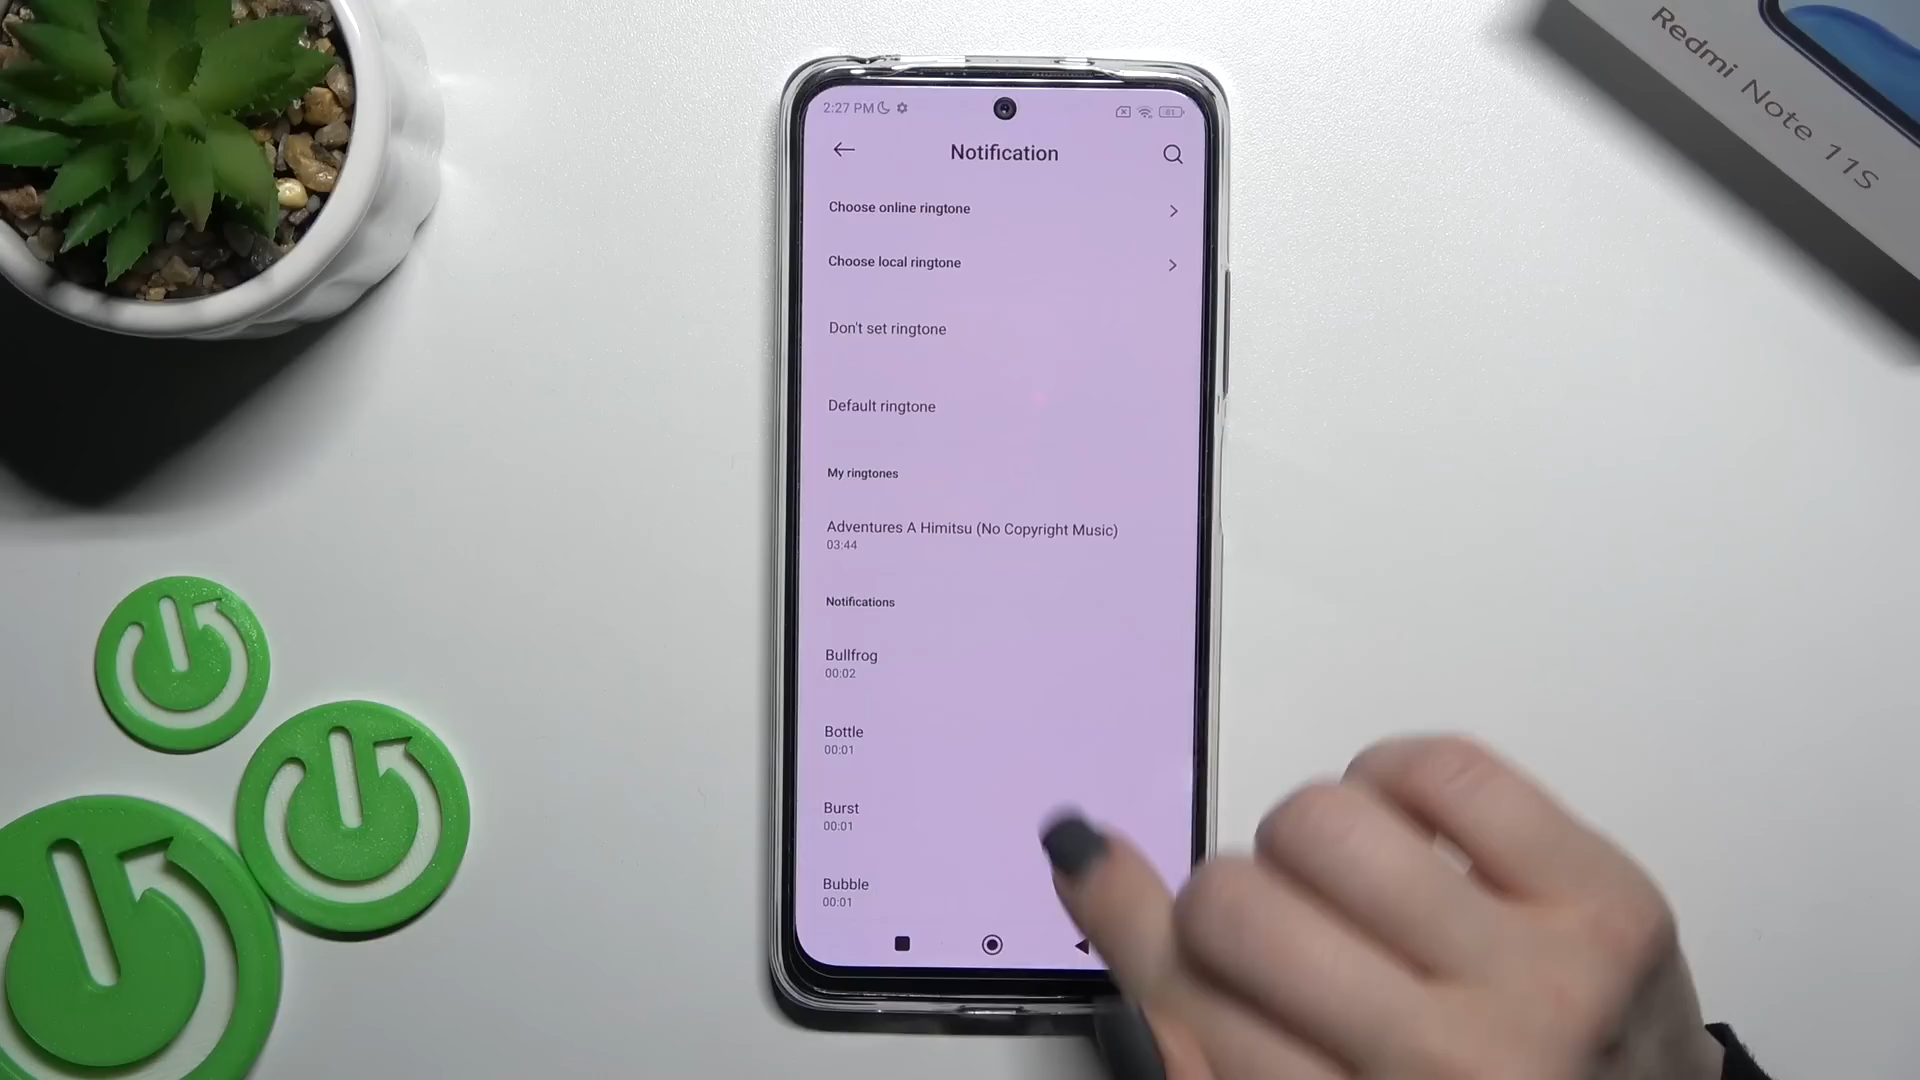 Redmi Note 11S
2:27 PM
81
Notification
Choose online ringtone
Choose local ringtone
Don't set ringtone
Default ringtone
My ringtones
Adventures A Himitsu (No Copyright Music)
03:44
Notifications
Bullfrog
00:02
Bottle
00:01
Burst
00:01
Bubble
00:01